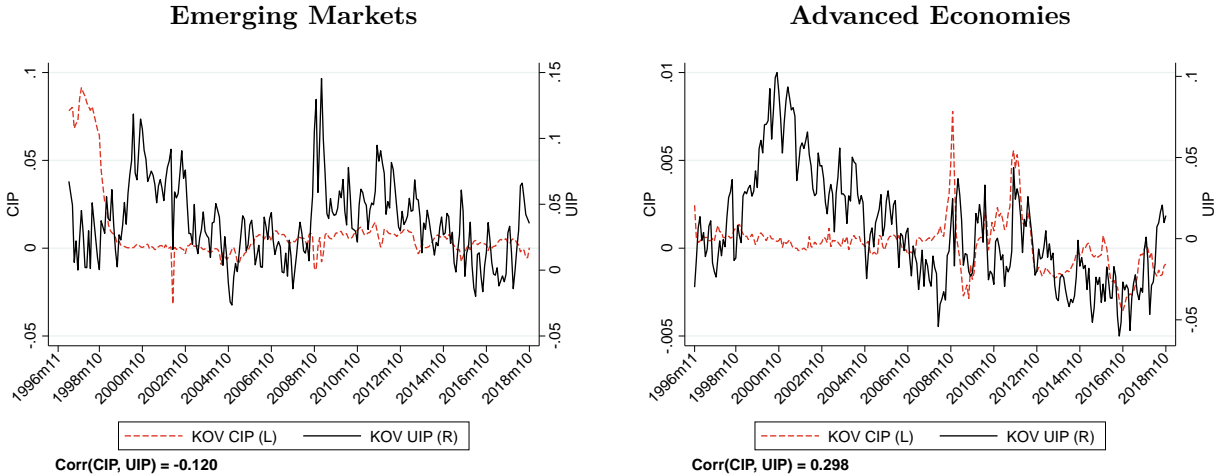 Emerging Markets
.1
.05
0
-.05
CIP
.15
.1
.05
0
-.05
UIP
1996m11
1998m10
2000m10
2002m10
2004m10
2006m10
2008m10
2010m10
2012m10
2014m10
2016m10
2018m10
KOV CIP (L)
KOV UIP (R)
Corr(CIP, UIP) = -0.120
Advanced Economies
0.01
0.005
0
-.005
CIP
0.1
.05
0
-.05
UIP
1996m11
1998m10
2000m10
2002m10
2004m10
2006m10
2008m10
2010m10
2012m10
2014m10
2016m10
2018m10
KOV CIP (L)
KOV UIP (R)
Corr(CIP, UIP) = 0.298